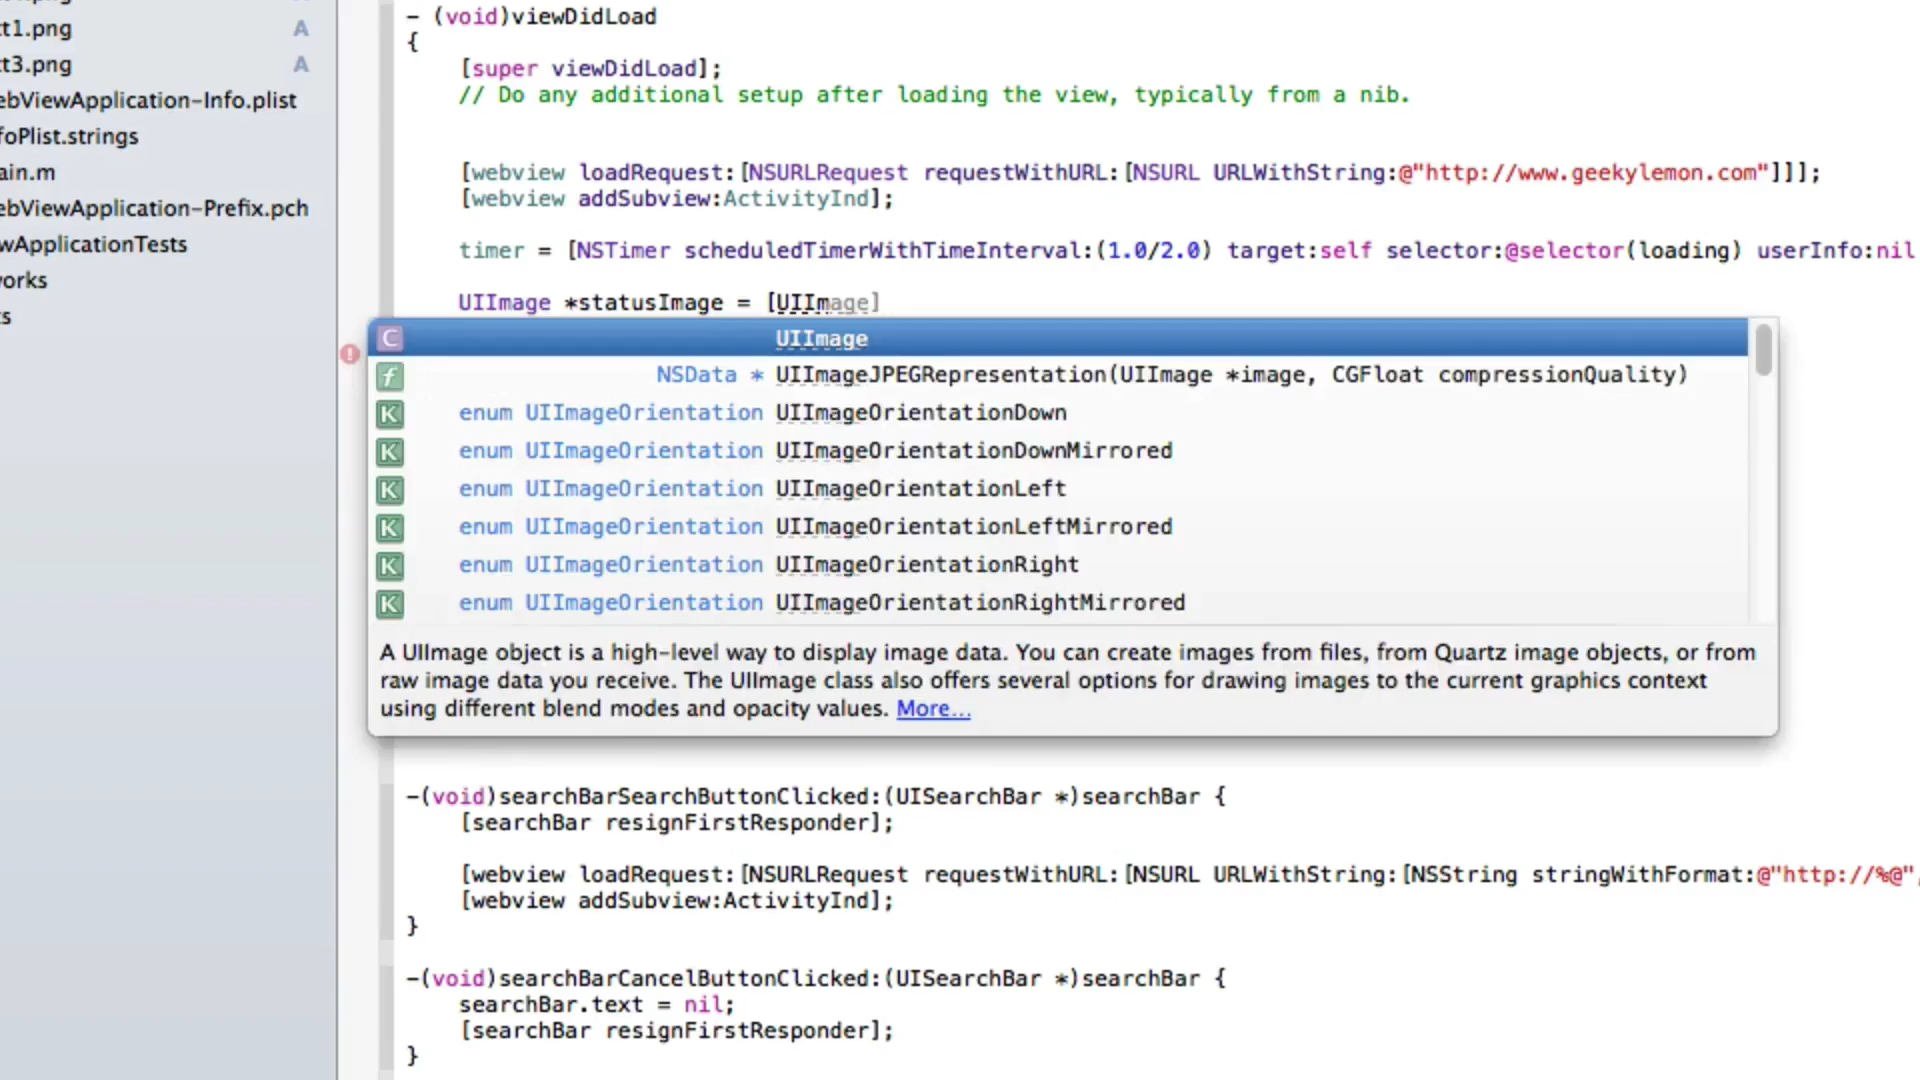 t1.png A
t3.png A
ebViewApplication-Info.plist
foPlist.strings
ain.m
ebViewApplication-Prefix.pch
wApplicationTests
orks
s
- (void)viewDidLoad
{
[super viewDidLoad];
// Do any additional setup after loading the view, typically from a nib.
[webview loadRequest:[NSURLRequest requestWithURL:[NSURL URLWithString:@"http://www.geekylemon.com"]]];
[webview addSubview:ActivityInd];
timer = [NSTimer scheduledTimerWithTimeInterval:(1.0/2.0) target:self selector:@selector(loading) userInfo:nil
UIImage *statusImage = [UIImage]
C UIImage
f NSData * UIImageJPEGRepresentation(UIImage *image, CGFloat compressionQuality)
K enum UIImageOrientation UIImageOrientationDown
K enum UIImageOrientation UIImageOrientationDownMirrored
K enum UIImageOrientation UIImageOrientationLeft
K enum UIImageOrientation UIImageOrientationLeftMirrored
K enum UIImageOrientation UIImageOrientationRight
K enum UIImageOrientation UIImageOrientationRightMirrored
A UIImage object is a high-level way to display image data. You can create images from files, from Quartz image objects, or from
raw image data you receive. The UIImage class also offers several options for drawing images to the current graphics context
using different blend modes and opacity values. More...
-(void)searchBarSearchButtonClicked:(UISearchBar *)searchBar {
[searchBar resignFirstResponder];
[webview loadRequest:[NSURLRequest requestWithURL:[NSURL URLWithString:[NSString stringWithFormat:@"http://%@",
[webview addSubview:ActivityInd];
}
-(void)searchBarCancelButtonClicked:(UISearchBar *)searchBar {
searchBar.text = nil;
[searchBar resignFirstResponder];
}